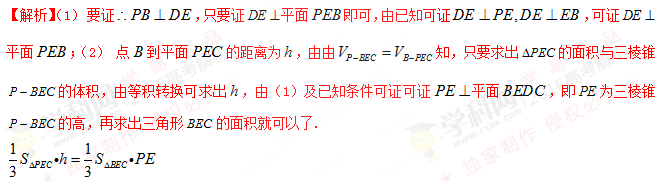 【解析】（1）要证∴PB⊥DE,只要证DE⊥平面PEB即可,由已知可证DE⊥PE,DE⊥EB,可证DE⊥
平面PEB；（2） 点B到平面PEC的距离为h,由由V_{P-BEC}=V_{B-PEC}知,只要求出ΔPEC的面积与三棱锥
P-BEC的体积,由等积转换可求出h,由（1）及已知条件可证可证PE⊥平面BEDC,即PE为三棱锥
P-BEC的高,再求出三角形BEC的面积就可以了.
\frac{1}{3}S_{ΔPEC}•h=\frac{1}{3}S_{ΔBEC}•PE